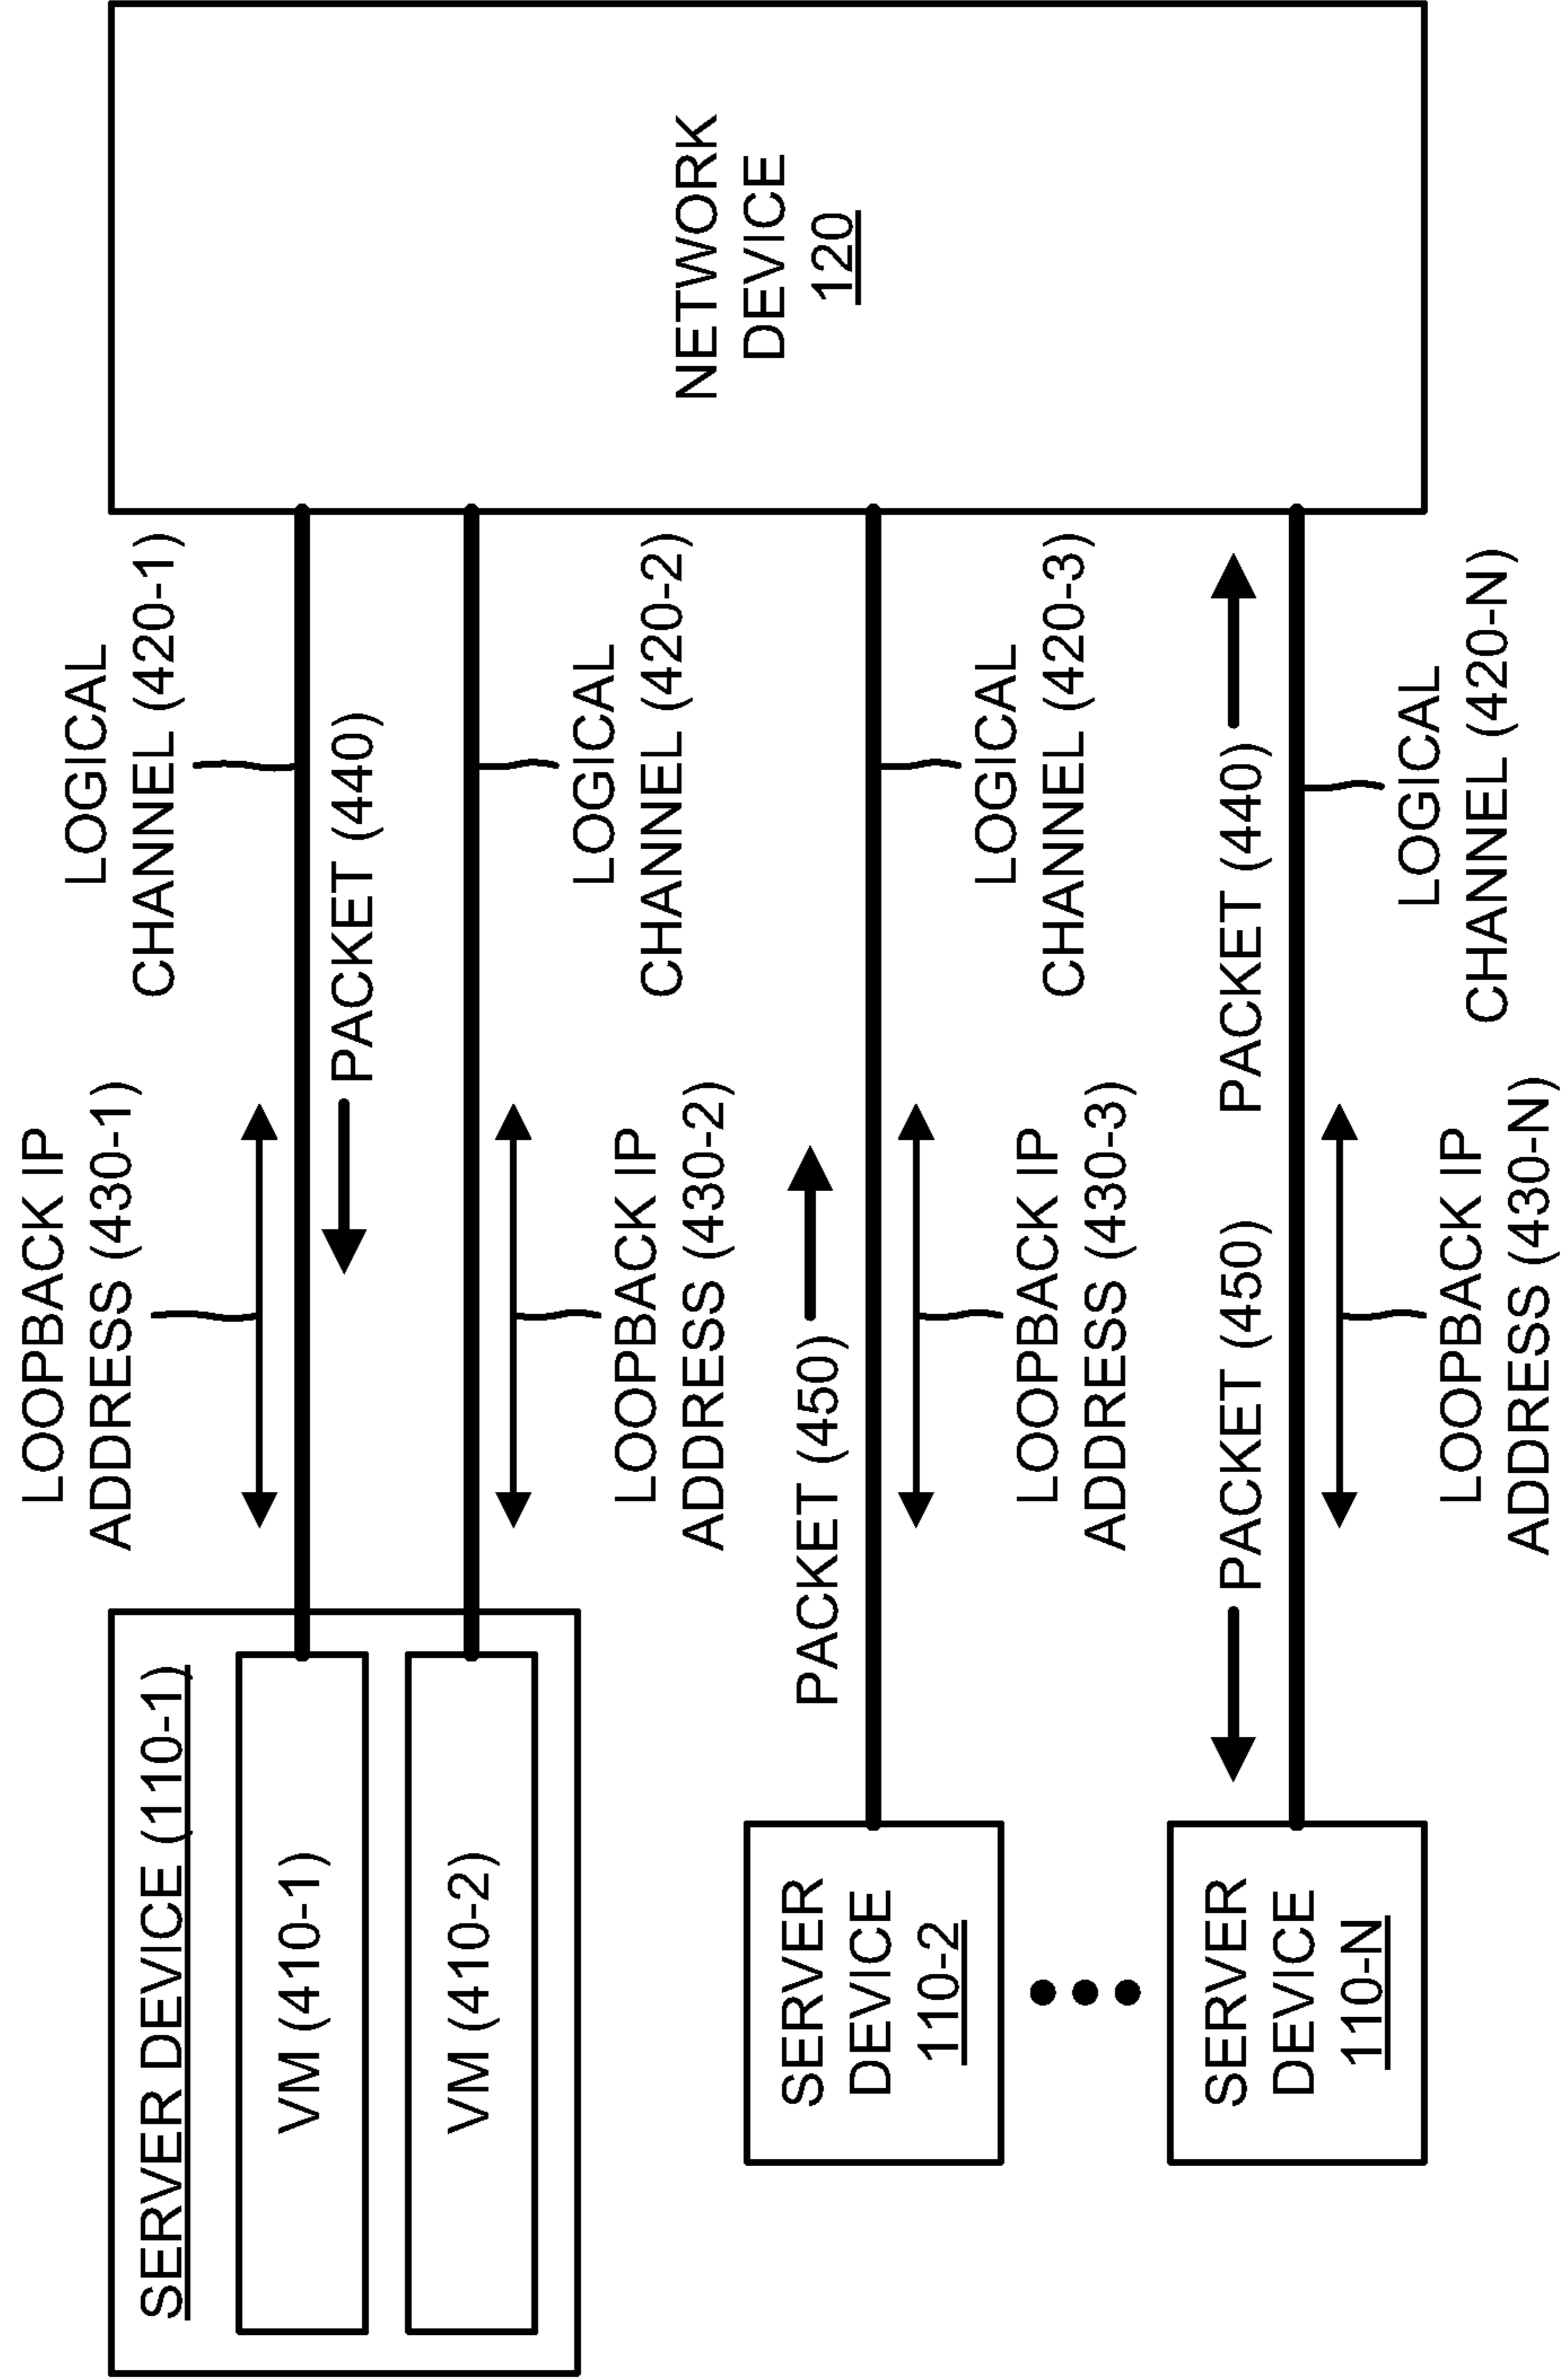 LOOPBACK IP
ADDRESS (430-1)
LOGICAL
CHANNEL (420-1)
SERVER DEVICE (110-1)
VM (410-1)
PACKET (440)
VM (410-2)
LOGICAL
CHANNEL (420-2)
LOOPBACK IP
ADDRESS (430-2)
NETWORK
DEVICE
120
PACKET (450)
SERVER
DEVICE
110-2
LOGICAL
CHANNEL (420-3)
LOOPBACK IP
ADDRESS (430-3)
PACKET (450)
PACKET (440)
SERVER
DEVICE
110-N
LOGICAL
CHANNEL (420-N)
LOOPBACK IP
ADDRESS (430-N)